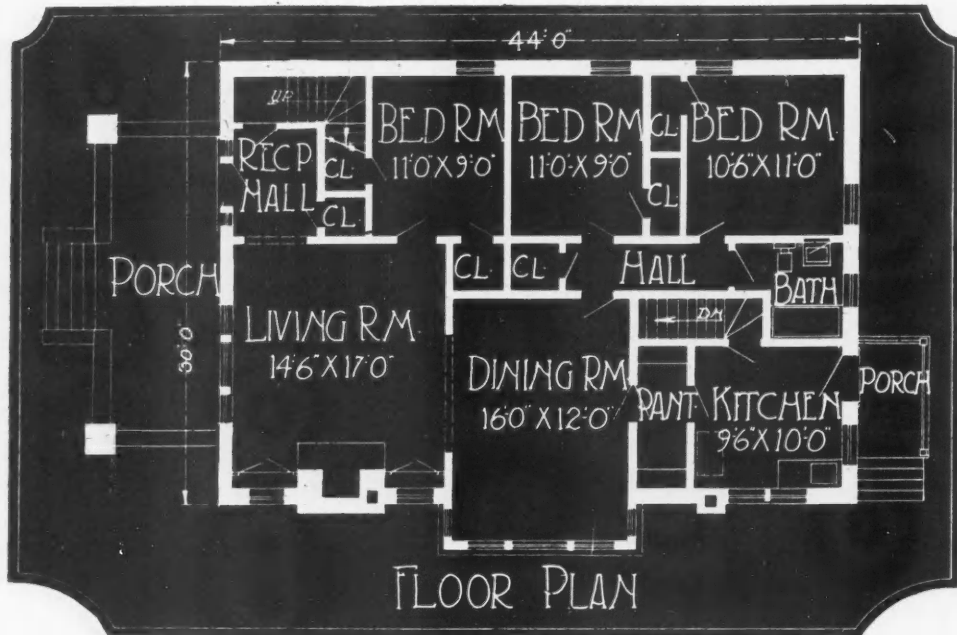 44'-0"
UP
BED RM
11'-0"X9'-0"
BED RM
11'-0"X9'-0"
CL
BED RM
10'-6"X11'-0"
RECP
HALL
CL
CL
CL
PORCH
CL
CL
HALL
BATH
30'-0"
LIVING RM
14'-6"X17'-0"
DN
DINING RM
16'-0"X12'-0"
PANT
KITCHEN
9'-6"X10'-0"
PORCH
FLOOR PLAN